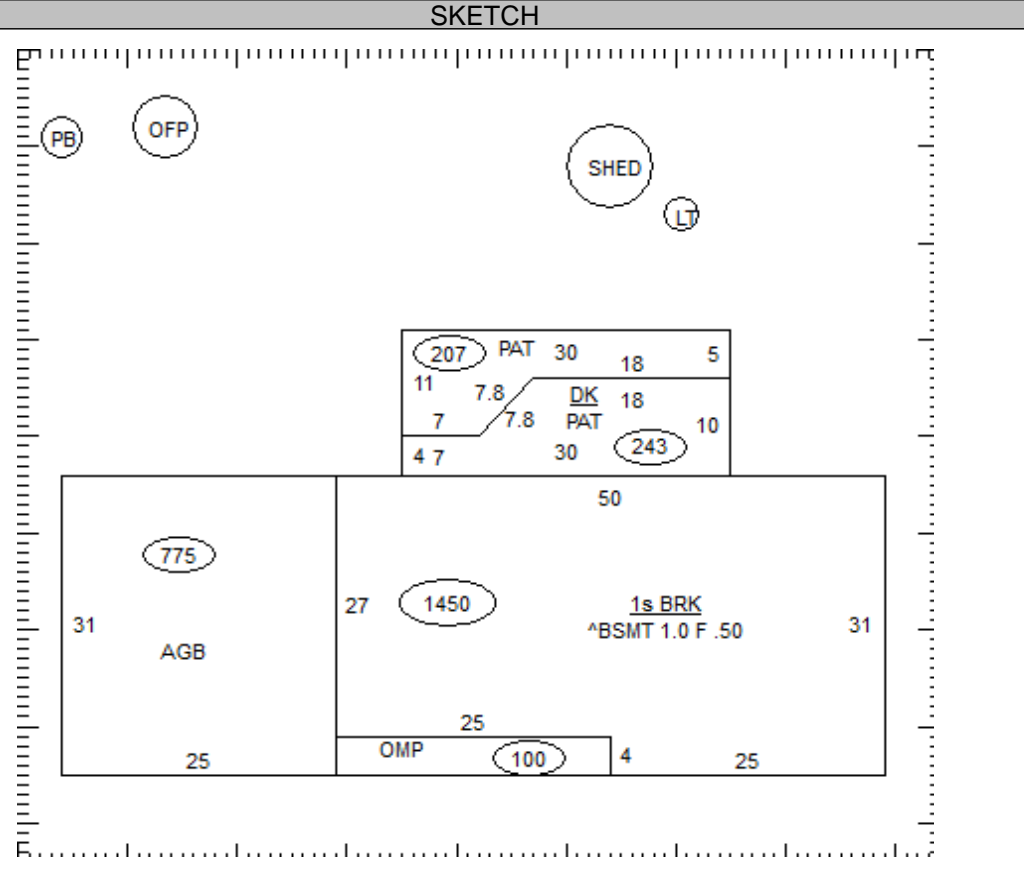 SKETCH
PB
OFP
SHED
LT
207 PAT 30 18 5
11 7.8 DK 18
7 7.8 PAT 10
4 7 30 243
50
775
27 1450 1s BRK
31 ^BSMT 1.0 F .50 31
AGB
25
OMP 100 4
25 25